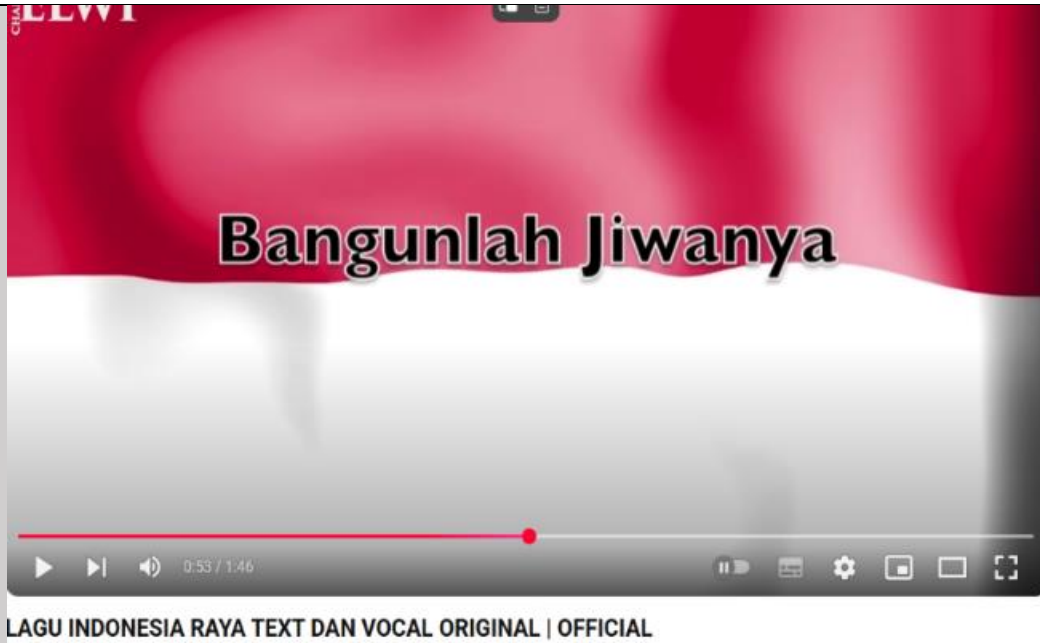 Bangunlah Jiwanya
0:53 / 1:46
LAGU INDONESIA RAYA TEXT DAN VOCAL ORIGINAL | OFFICIAL